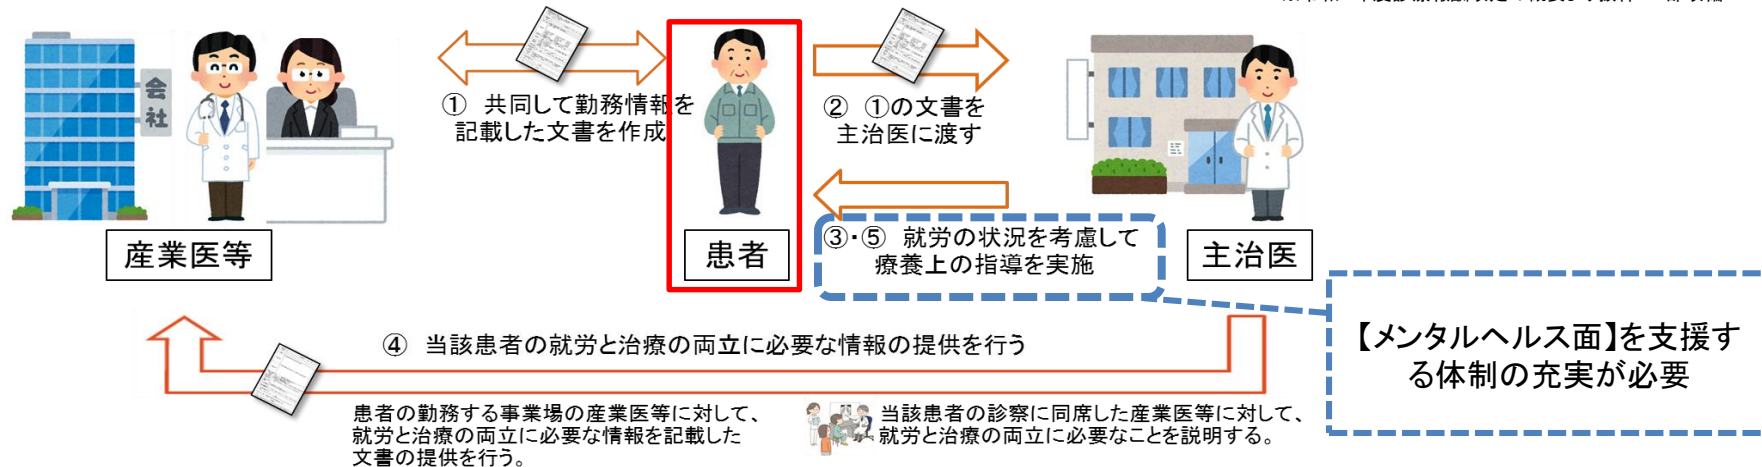 会
社
① 共同して勤務情報を
記載した文書を作成
② ①の文書を
主治医に渡す
③・⑤ 就労の状況を考慮して
療養上の指導を実施
産業医等
患者
主治医
④ 当該患者の就労と治療の両立に必要な情報の提供を行う
【メンタルヘルス面】を支援す
る体制の充実が必要
患者の勤務する事業場の産業医等に対して、
就労と治療の両立に必要な情報を記載した
文書の提供を行う。
当該患者の診察に同席した産業医等に対して、
就労と治療の両立に必要なことを説明する。